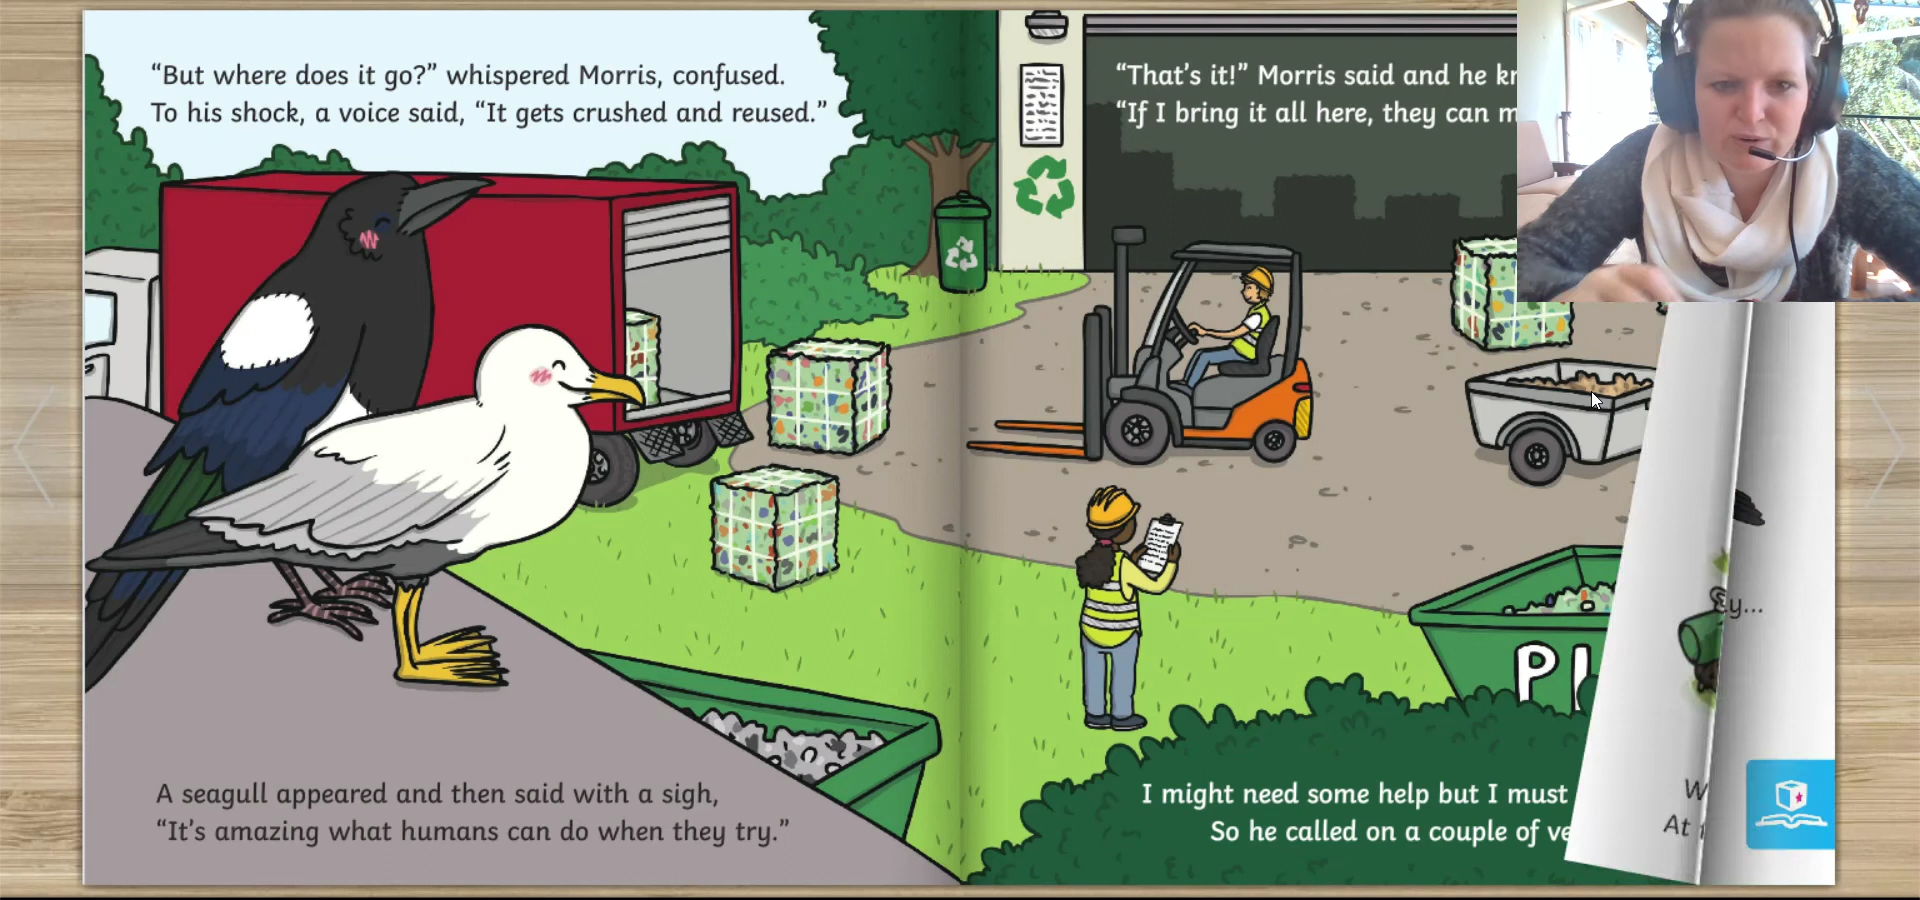 “But where does it go?” whispered Morris, confused.
To his shock, a voice said, “It gets crushed and reused.”
A seagull appeared and then said with a sigh,
“It’s amazing what humans can do when they try.”
“That’s it!” Morris said and he
“If I bring it all here, they can
I might need some help but I must
So he called on a couple of
At